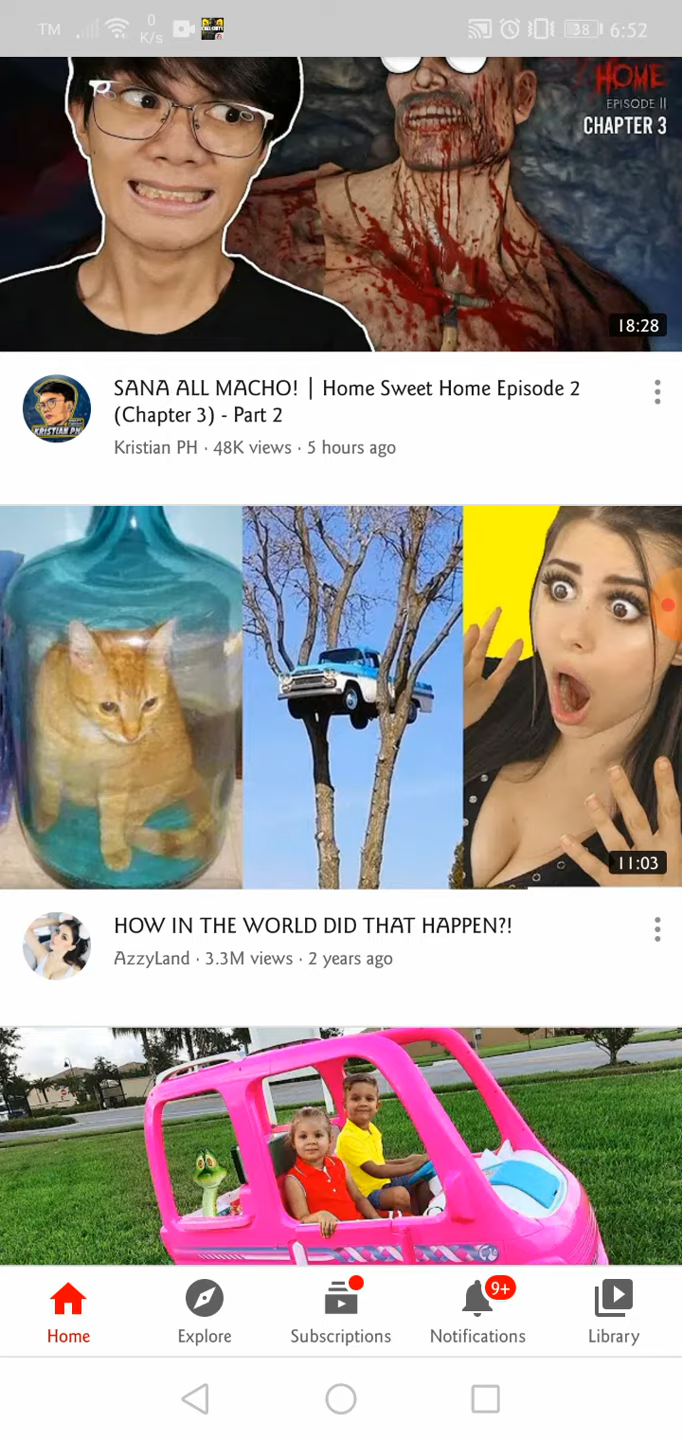 TM
0
K/s
38
6:52
HOME
EPISODE II
CHAPTER 3
18:28
KRISTIAN PH
SANA ALL MACHO! | Home Sweet Home Episode 2
(Chapter 3) - Part 2
Kristian PH · 48K views · 5 hours ago
11:03
HOW IN THE WORLD DID THAT HAPPEN?!
AzzyLand · 3.3M views · 2 years ago
9+
Home
Explore
Subscriptions
Notifications
Library